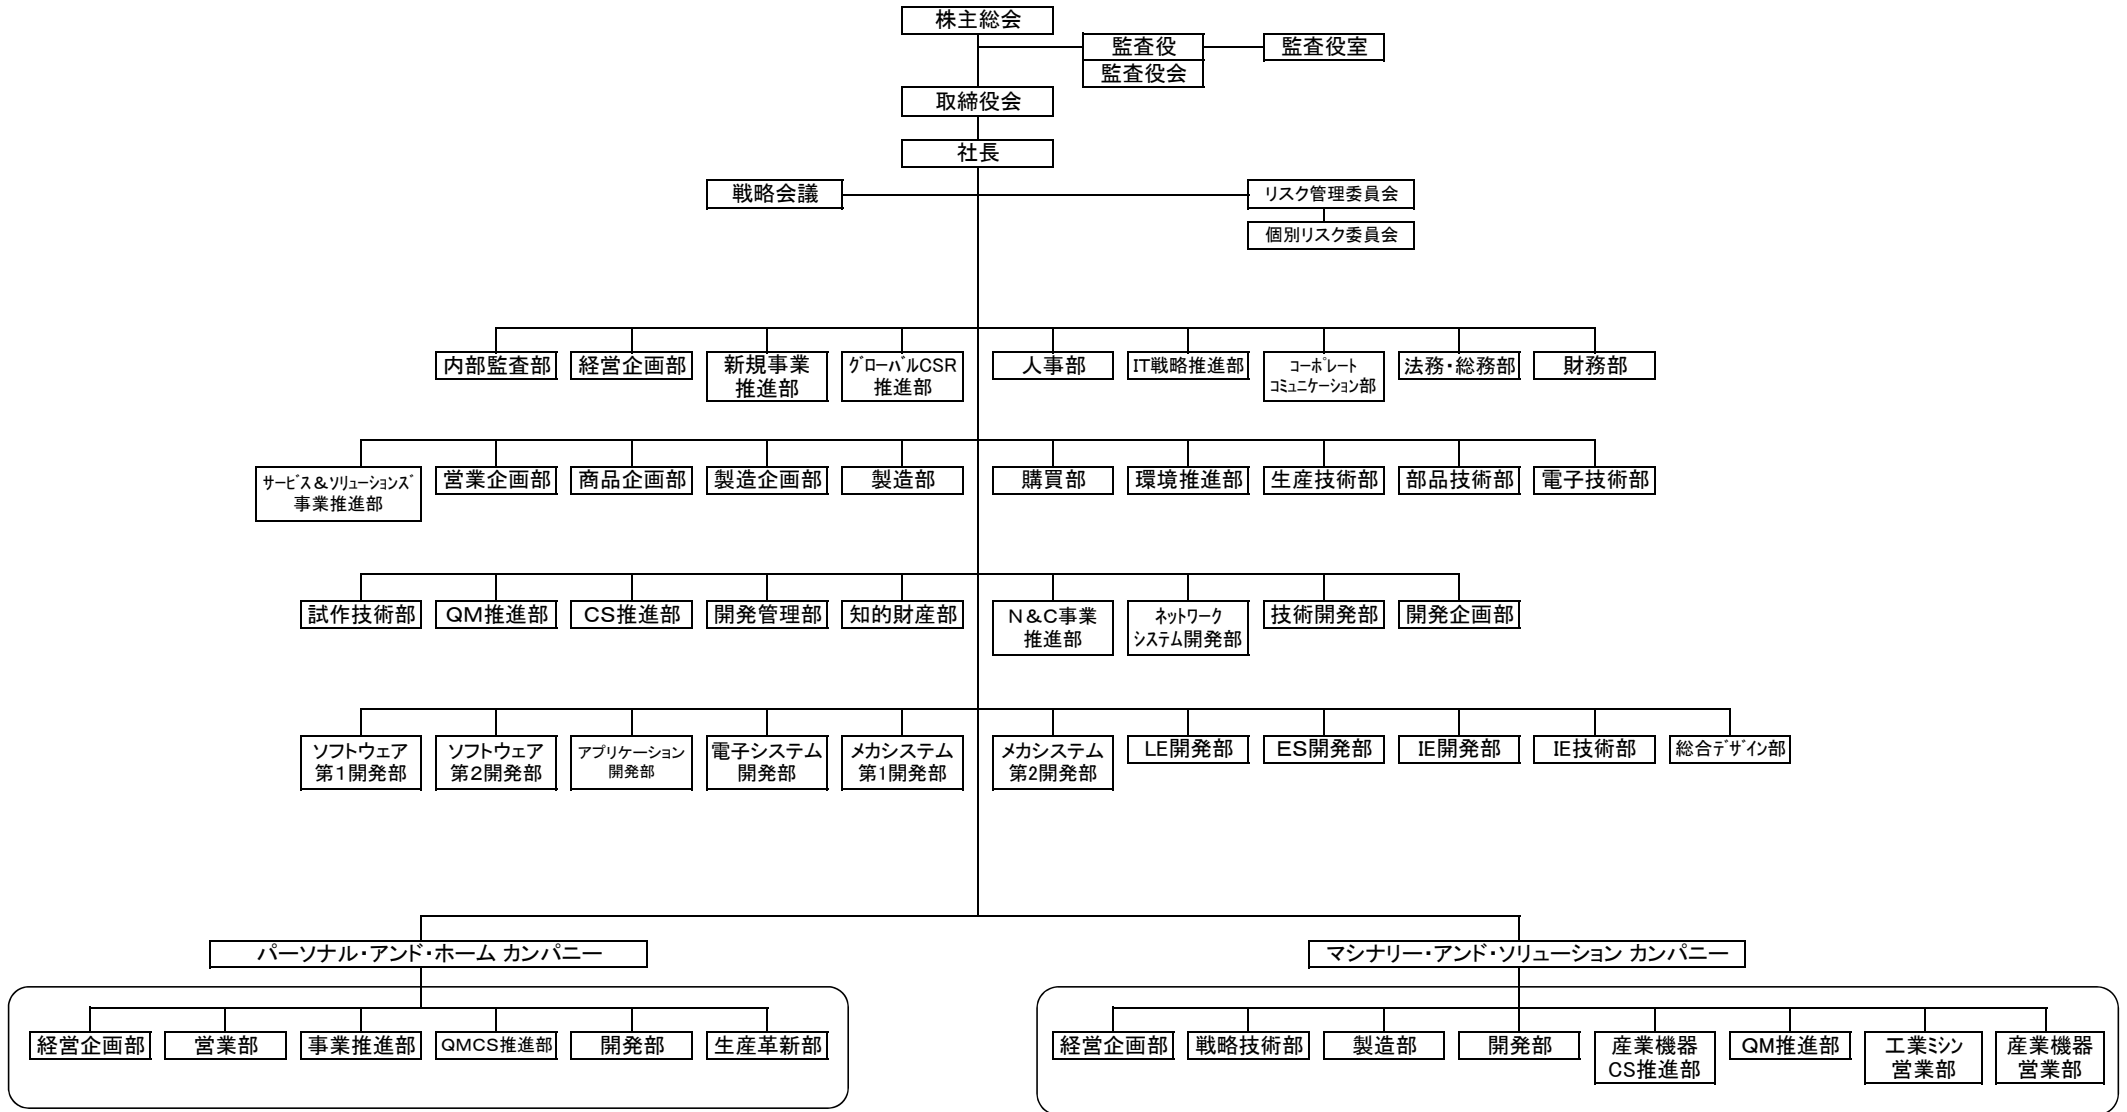 株主総会
監査役
監査役室
監査役会
取締役会
社長
戦略会議
リスク管理委員会
個別リスク委員会
内部監査部
経営企画部
新規事業
推進部
ｸﾞﾛｰﾊﾞﾙCSR
推進部
人事部
IT戦略推進部
ｺｰﾎﾟﾚｰﾄ
ｺﾐｭﾆｹｰｼｮﾝ部
法務・総務部
財務部
ｻｰﾋﾞｽ＆ｿﾘｭｰｼｮﾝｽﾞ
事業推進部
営業企画部
商品企画部
製造企画部
製造部
購買部
環境推進部
生産技術部
部品技術部
電子技術部
試作技術部
QM推進部
CS推進部
開発管理部
知的財産部
N&C事業
推進部
ﾈｯﾄﾜｰｸ
ｼｽﾃﾑ開発部
技術開発部
開発企画部
ソフトウェア
第１開発部
ソフトウェア
第２開発部
アプリケーション
開発部
電子システム
開発部
メカシステム
第1開発部
メカシステム
第2開発部
LE開発部
ES開発部
IE開発部
IE技術部
総合ﾃﾞｻﾞｲﾝ部
パーソナル・アンド・ホーム カンパニー
マシナリー・アンド・ソリューション カンパニー
経営企画部
営業部
事業推進部
QMCS推進部
開発部
生産革新部
経営企画部
戦略技術部
製造部
開発部
産業機器
CS推進部
QM推進部
工業ﾐｼﾝ
営業部
産業機器
営業部